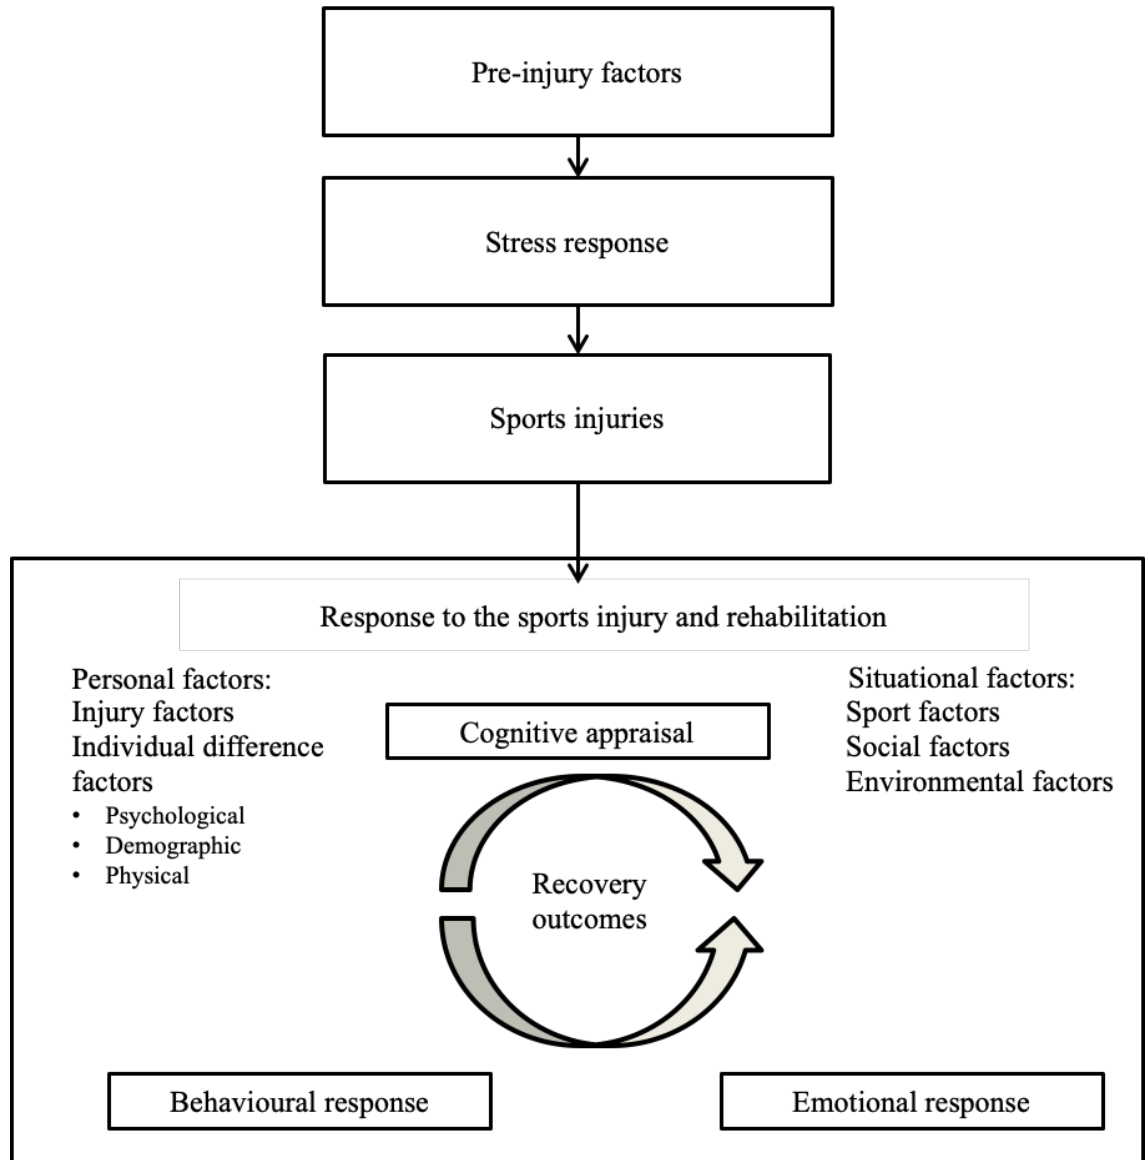 Pre-injury factors
Stress response
Sports injuries
Response to the sports injury and rehabilitation
Personal factors:
Injury factors
Individual difference
factors
• Psychological
• Demographic
• Physical
Cognitive appraisal
Situational factors:
Sport factors
Social factors
Environmental factors
Recovery
outcomes
Behavioural response
Emotional response